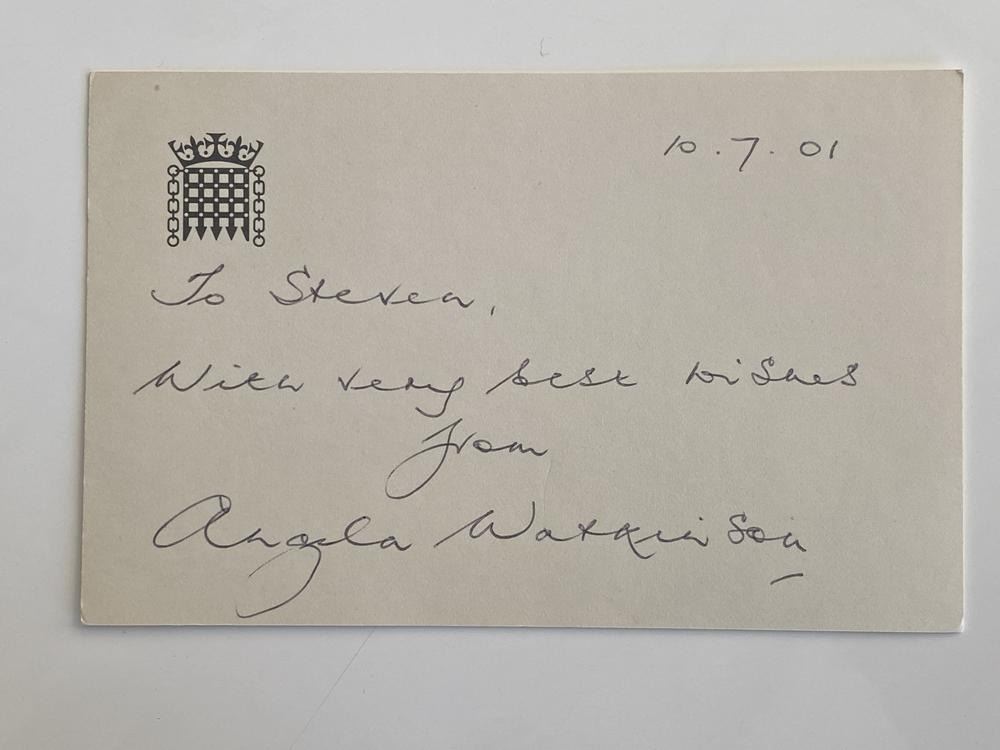 10.7.01
To Steven,
With very best wishes
from
Angela Watkinson